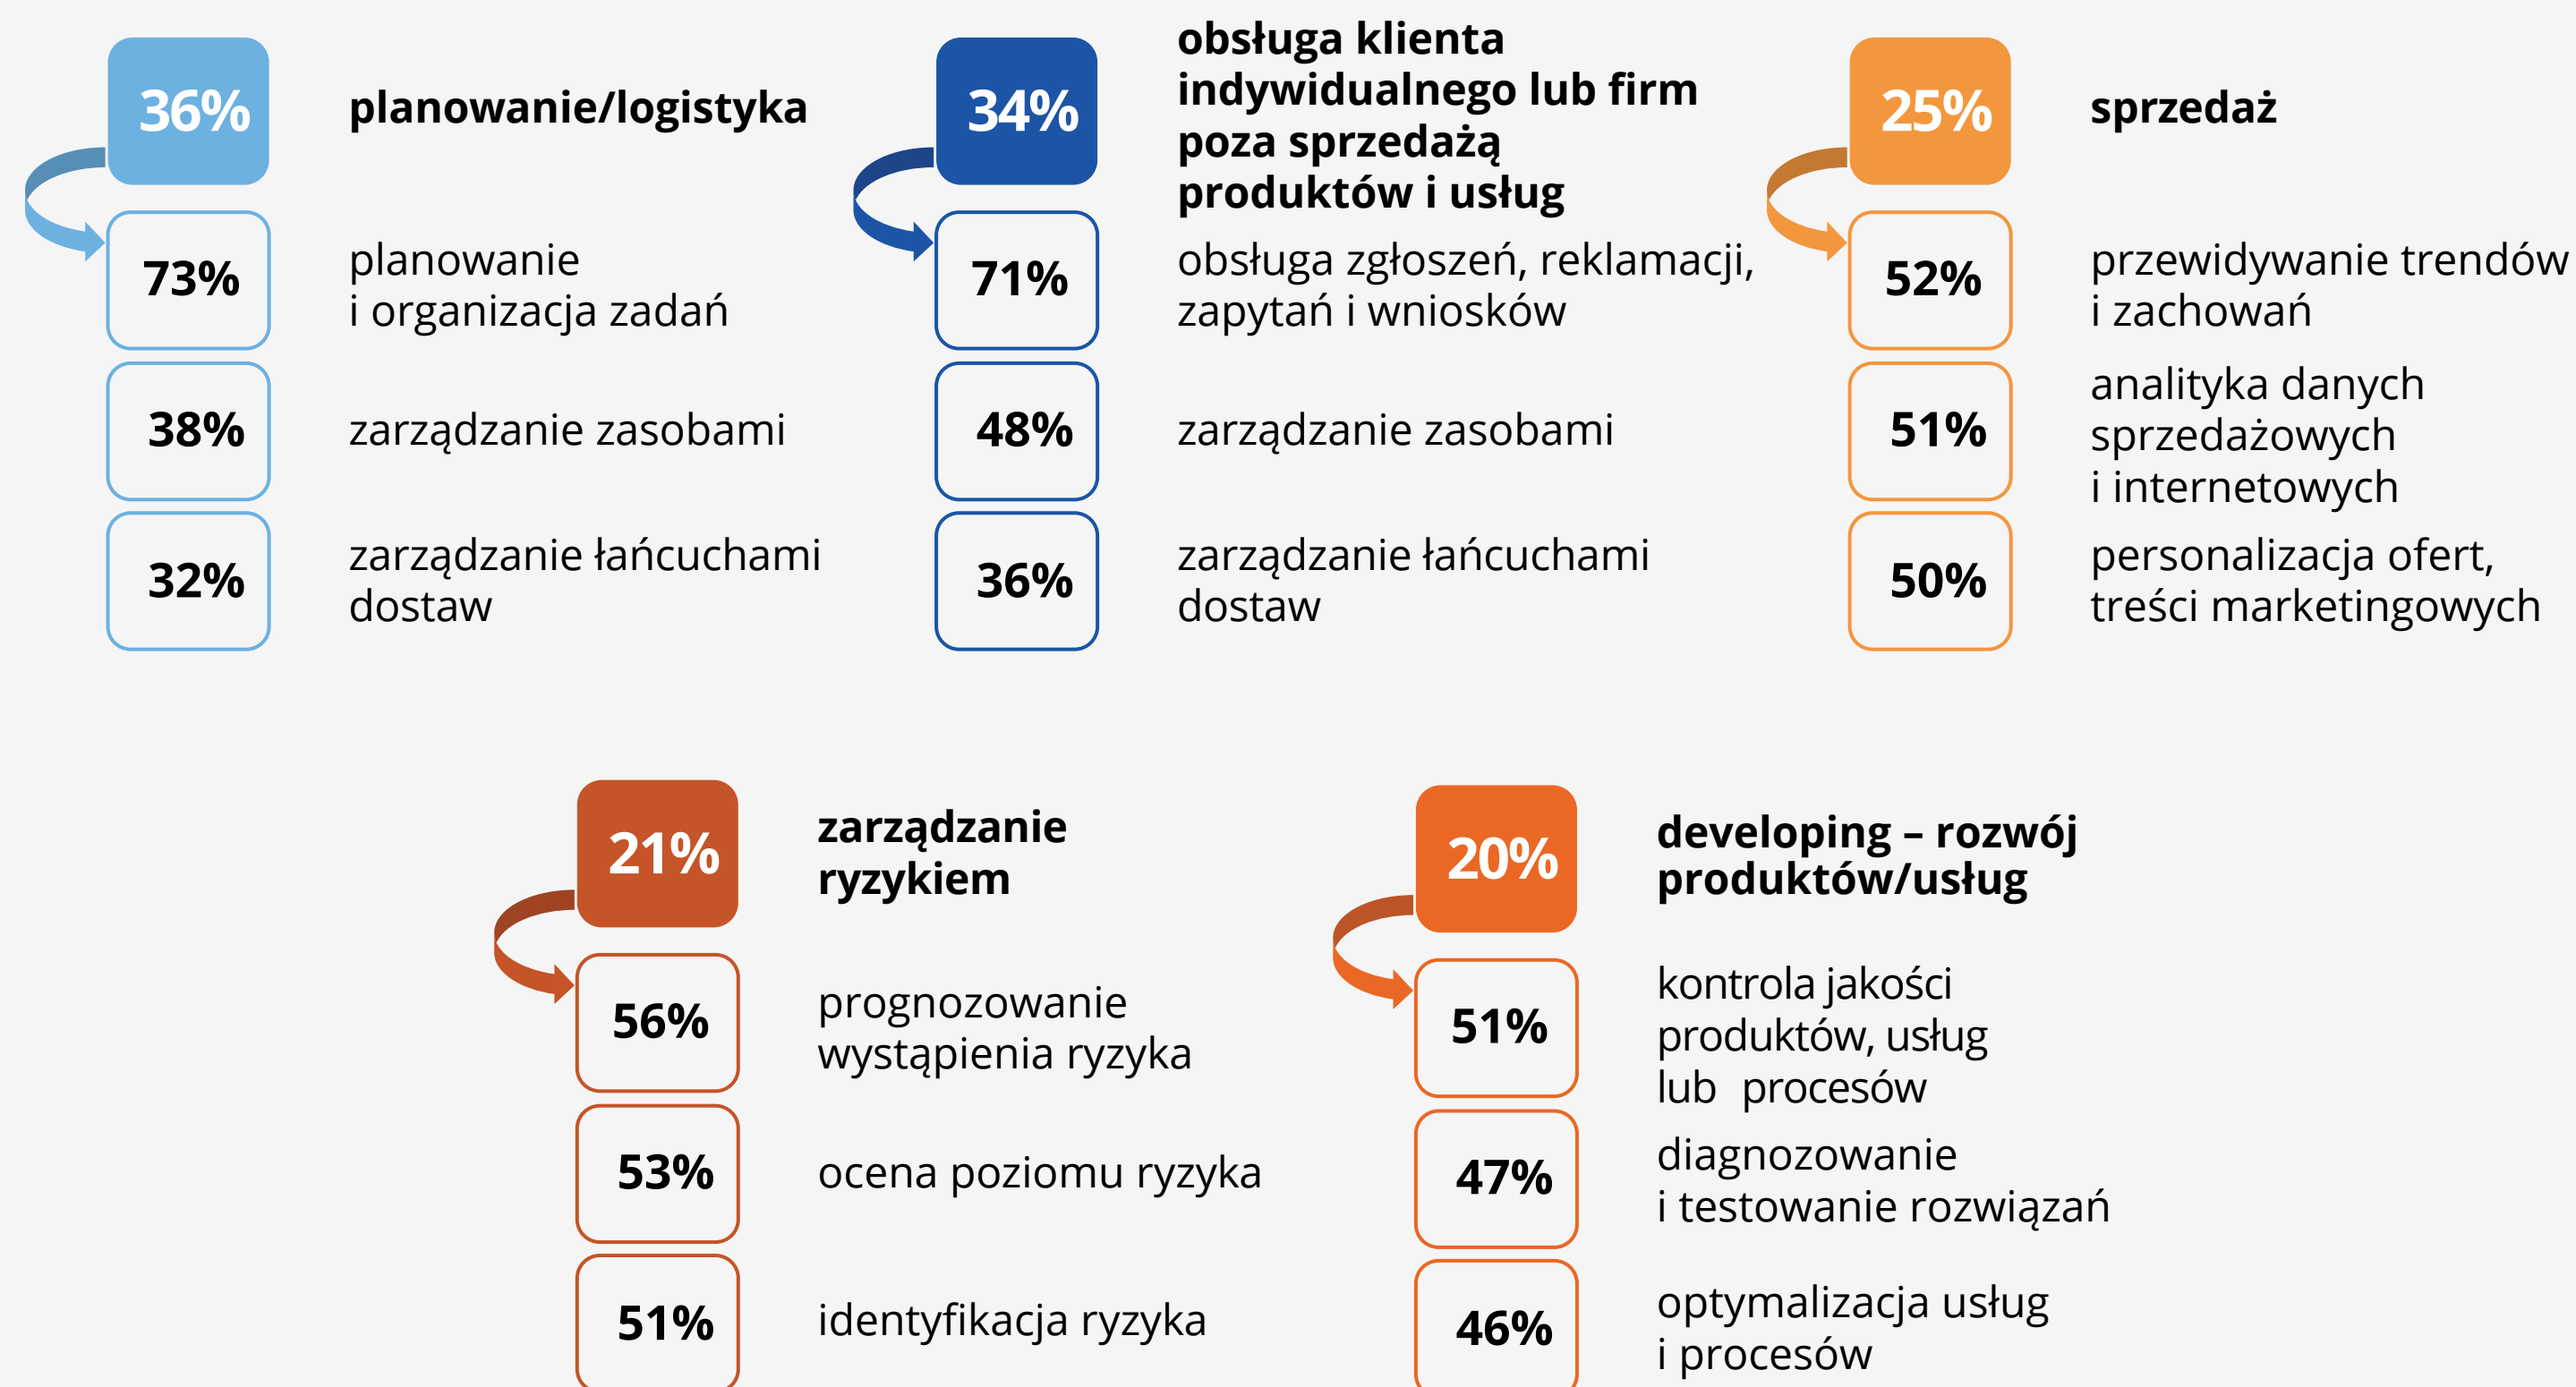 36%
planowanie/logistyka
73%
planowanie
i organizacja zadań
38%
zarządzanie zasobami
32%
zarządzanie łańcuchami
dostaw
34%
obsługa klienta
indywidualnego lub firm
poza sprzedażą
produktów i usług
71%
obsługa zgłoszeń, reklamacji,
zapytań i wniosków
48%
zarządzanie zasobami
36%
zarządzanie łańcuchami
dostaw
25%
sprzedaż
52%
przewidywanie trendów
i zachowań
51%
analityka danych
sprzedażowych
i internetowych
50%
personalizacja ofert,
treści marketingowych
21%
zarządzanie
ryzykiem
56%
prognozowanie
wystąpienia ryzyka
53%
ocena poziomu ryzyka
51%
identyfikacja ryzyka
20%
developing – rozwój
produktów/usług
51%
kontrola jakości
produktów, usług
lub procesów
47%
diagnozowanie
i testowanie rozwiązań
46%
optymalizacja usług
i procesów